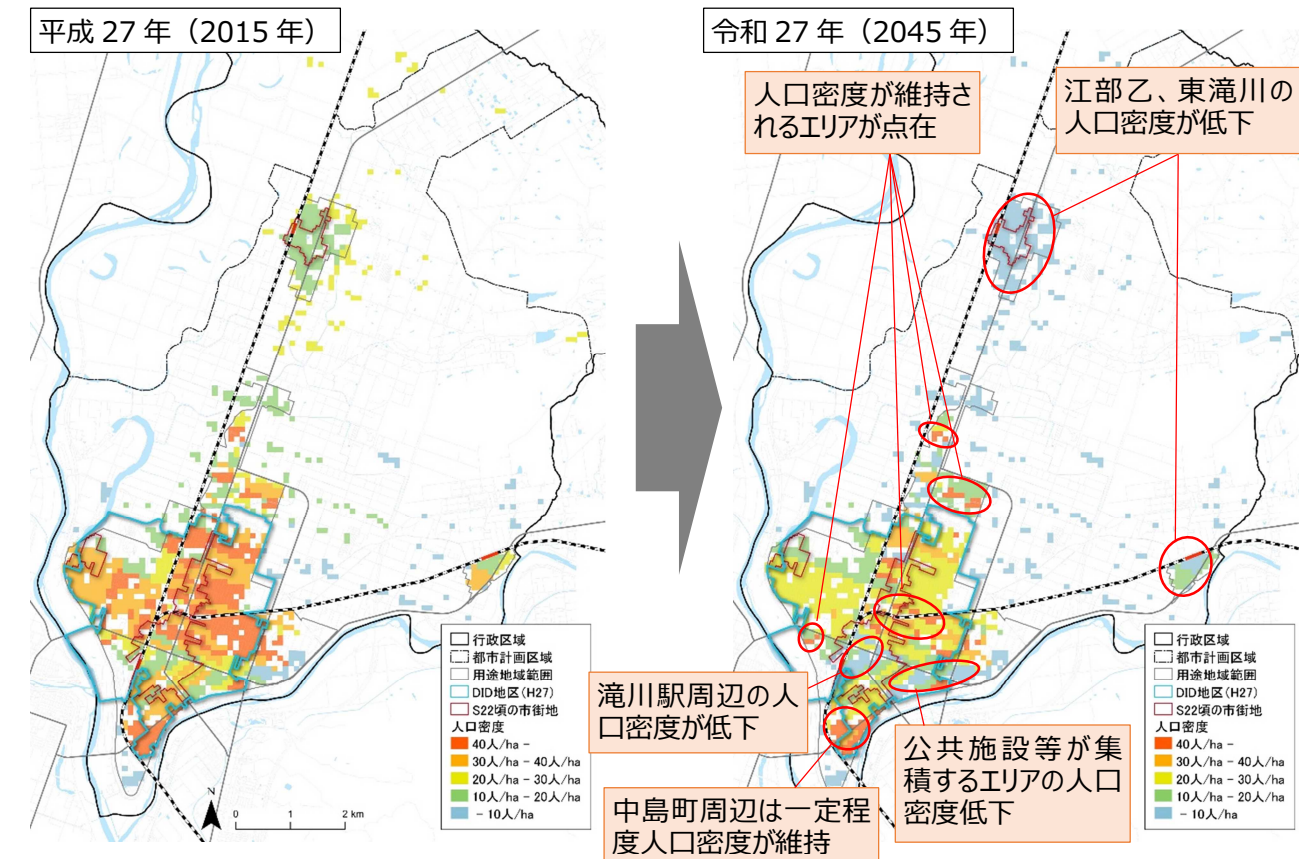 平成 27 年（2015 年）
令和 27 年（2045 年）
人口密度が維持さ
れるエリアが点在
江部乙、東滝川の
人口密度が低下
滝川駅周辺の人
口密度が低下
中島町周辺は一定程
度人口密度が維持
公共施設等が集
積するエリアの人口
密度低下
行政区域
都市計画区域
用途地域範囲
DID地区(H27)
S22頃の市街地
人口密度
40人/ha -
30人/ha - 40人/ha
20人/ha - 30人/ha
10人/ha - 20人/ha
- 10人/ha
N
0 1 2 km
行政区域
都市計画区域
用途地域範囲
DID地区(H27)
S22頃の市街地
人口密度
40人/ha -
30人/ha - 40人/ha
20人/ha - 30人/ha
10人/ha - 20人/ha
- 10人/ha